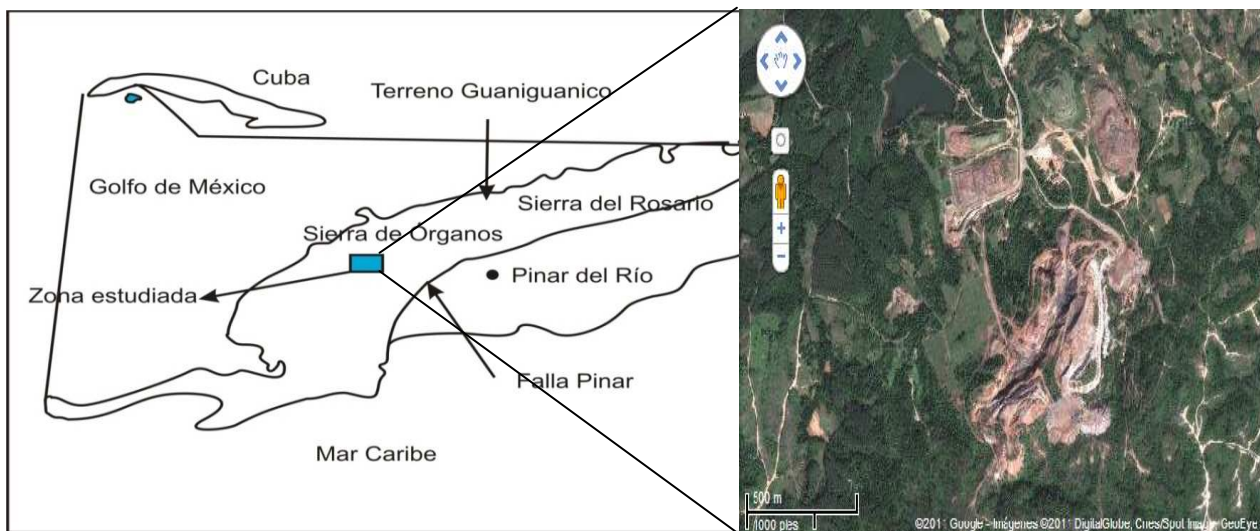 Cuba
Terreno Guaniguanico
Golfo de México
Sierra del Rosario
Sierra de Órganos
Pinar del Río
Zona estudiada
Falla Pinar
Mar Caribe
500 m
1000 pies
©2011 Google - Imágenes ©2011 DigitalGlobe, Cnes/Spot Image, GeoEye